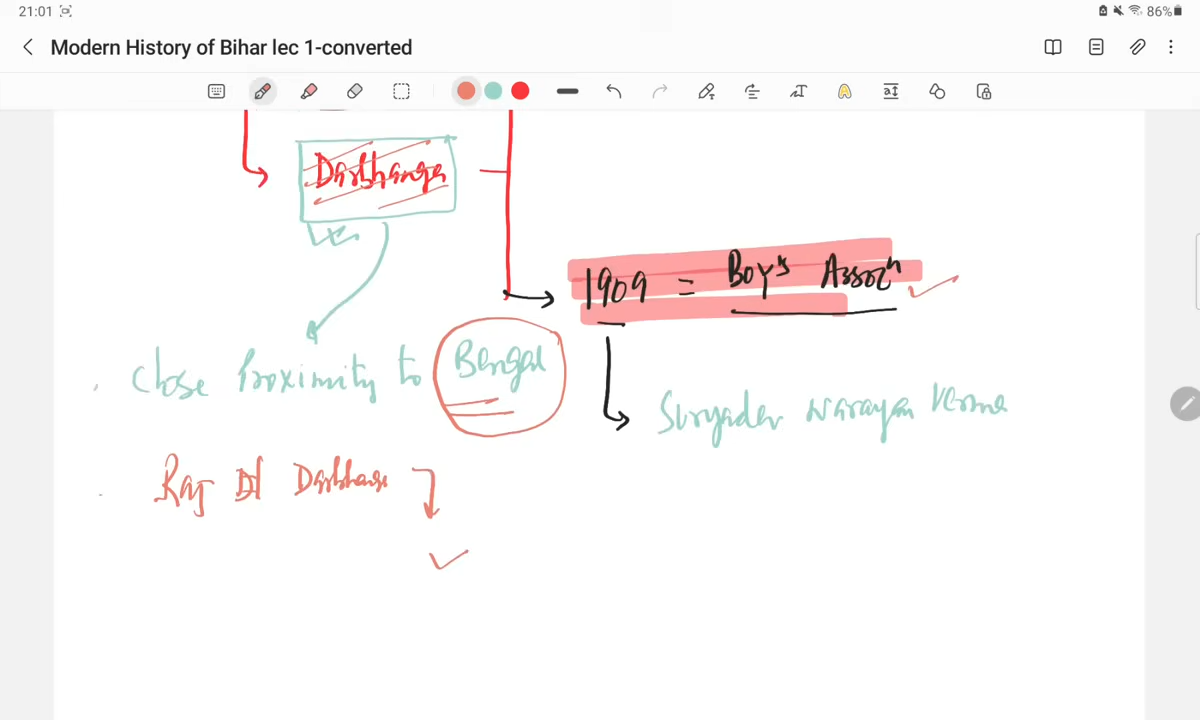 21:01
86%
Modern History of Bihar lec 1-converted
Darbhanga
1909 = Boy's Assocn
close Proximity to Bengal
Suryadev Narayan Verma
Raj of Darbhanga